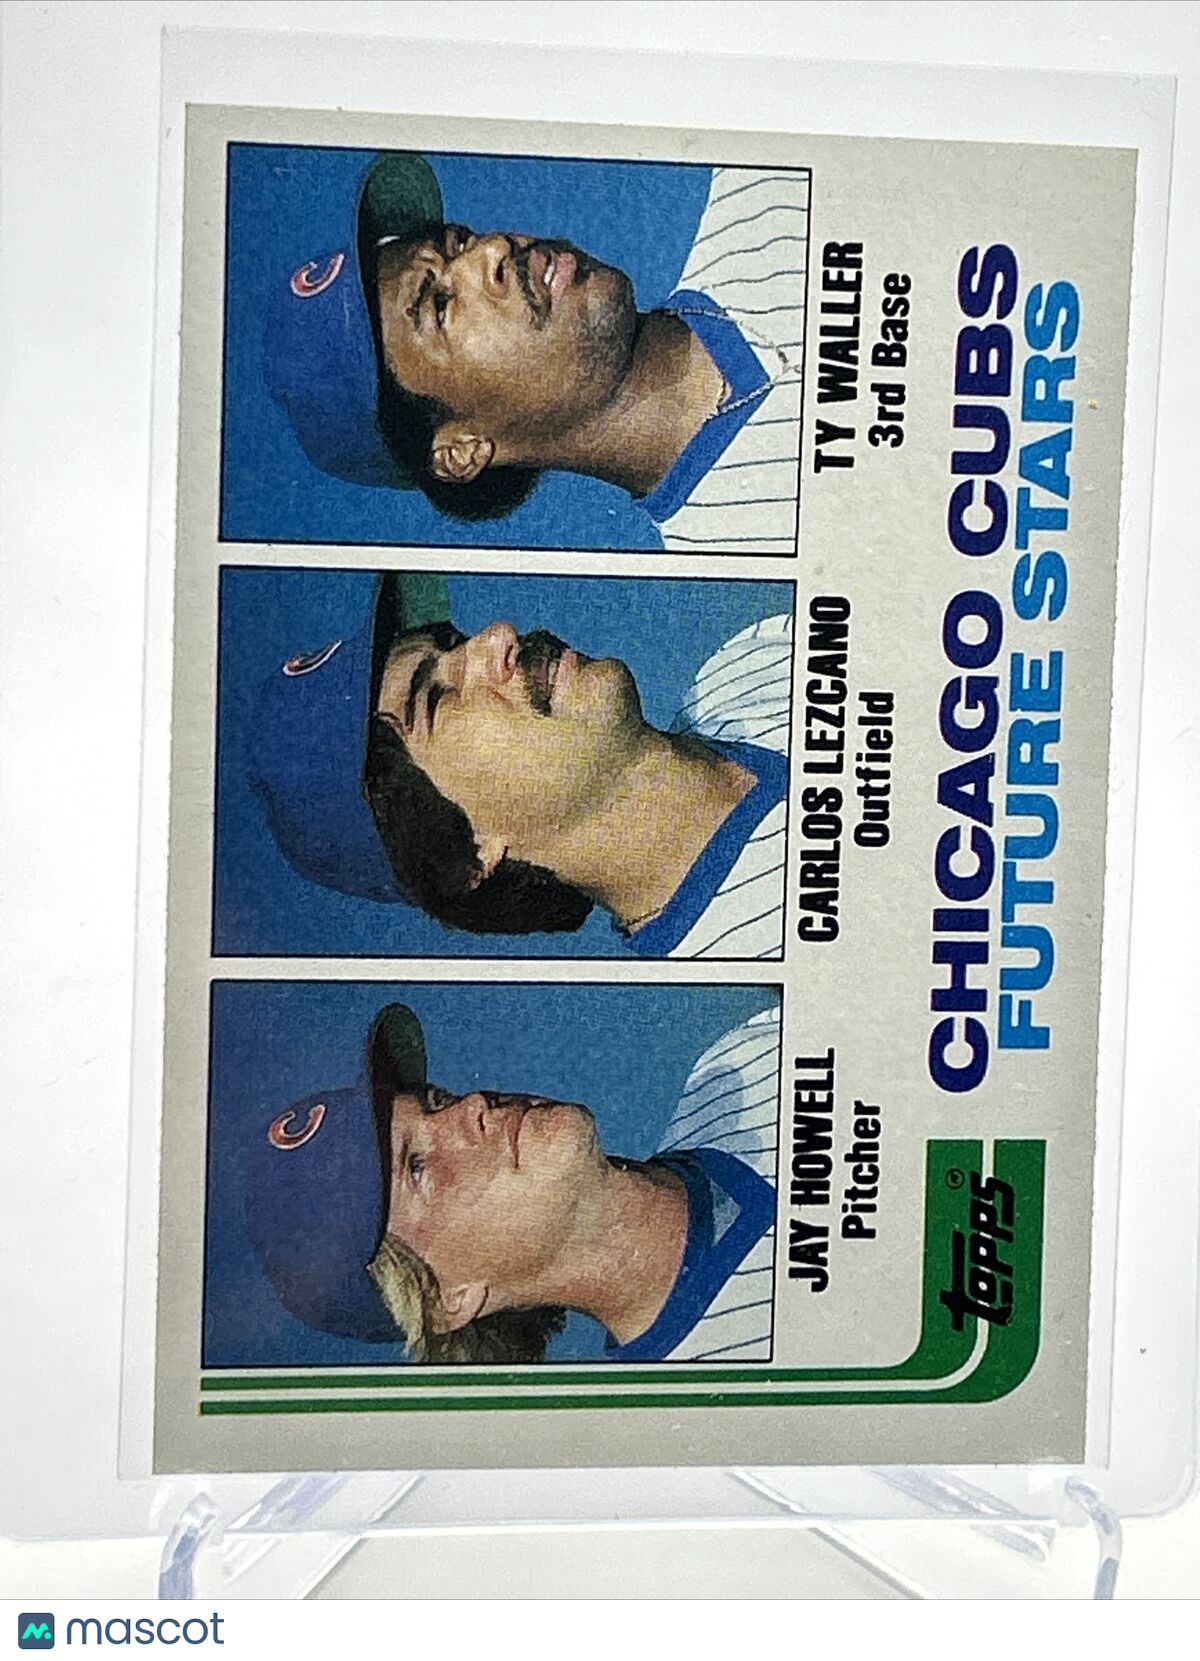 JAY HOWELL
Pitcher
CARLOS LEZCANO
Outfield
TY WALLER
3rd Base
topps®
CHICAGO CUBS
FUTURE STARS
C
C
C
mascot